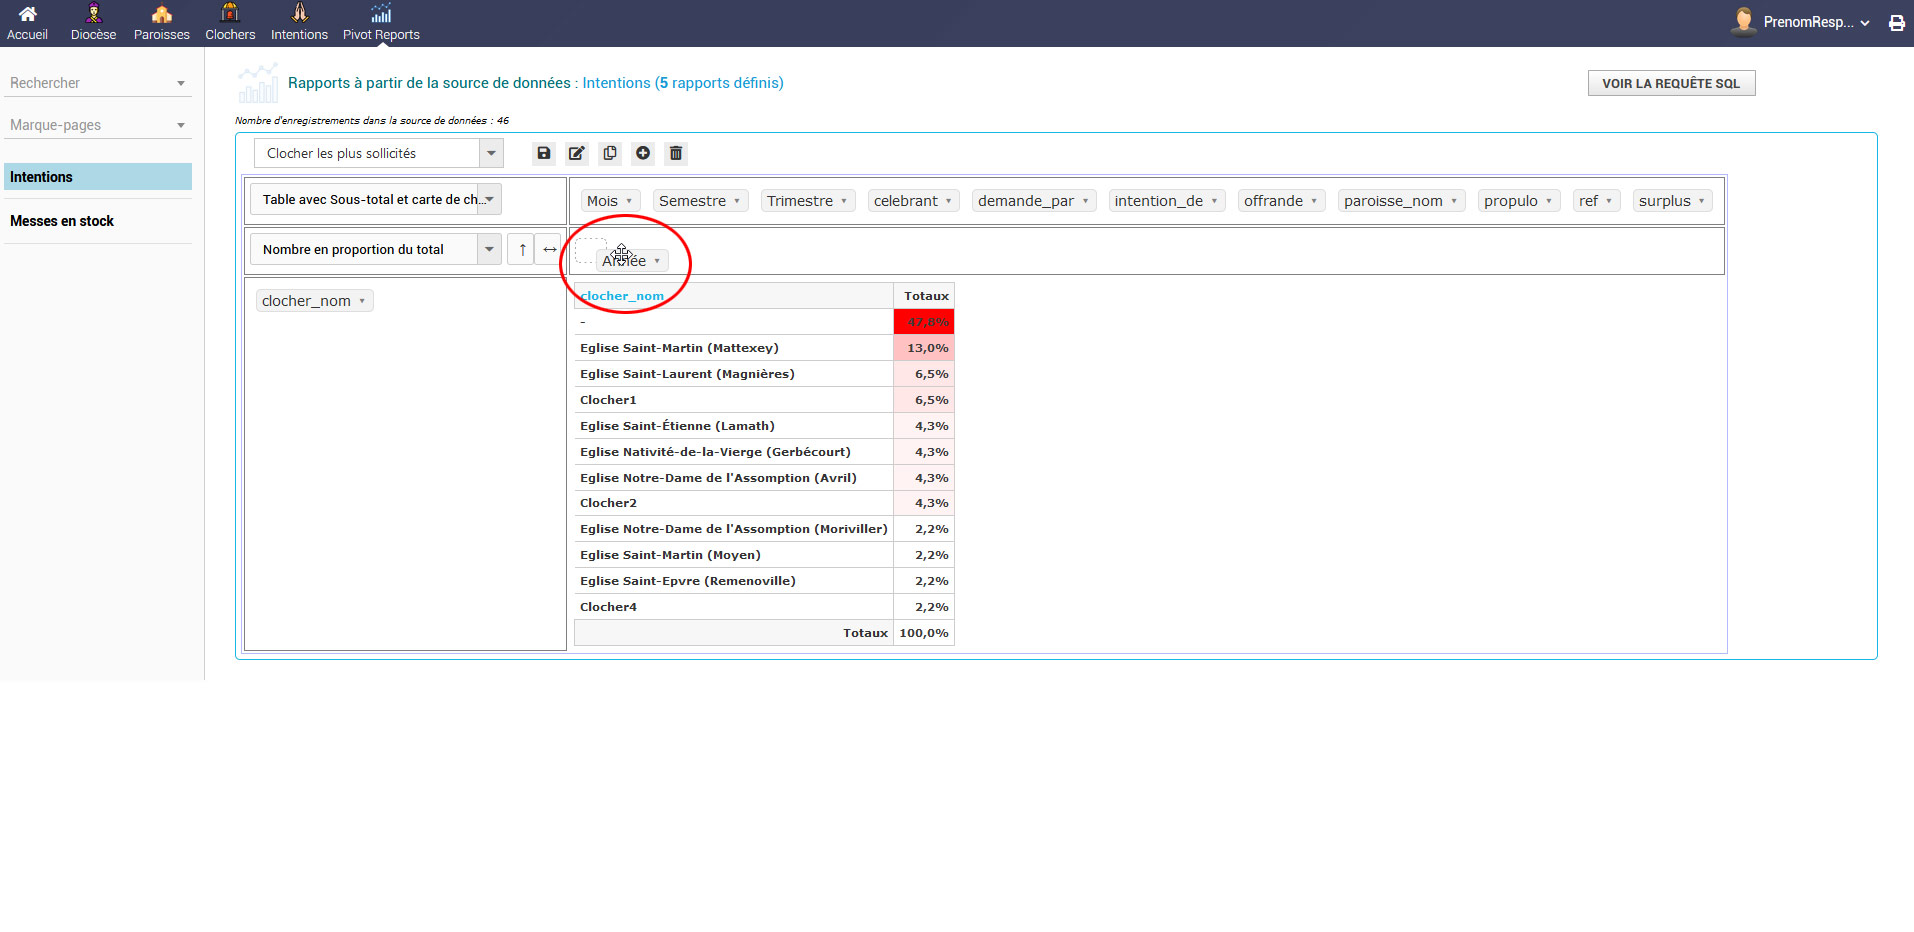 Accueil Diocèse Paroisses Clochers Intentions Pivot Reports PrenomResp...
Rechercher
Marque-pages
Intentions
Messes en stock
Rapports à partir de la source de données : Intentions (5 rapports définis)
VOIR LA REQUÊTE SQL
Nombre d'enregistrements dans la source de données : 46
Clocher les plus sollicités
Table avec Sous-total et carte de ch...
Mois Semestre Trimestre celebrant demande_par intention_de offrande paroisse_nom propulo ref surplus
Nombre en proportion du total ↑ ↔
Année
clocher_nom
clocher_nom Totaux
- 47,8%
Eglise Saint-Martin (Mattexey) 13,0%
Eglise Saint-Laurent (Magnières) 6,5%
Clocher1 6,5%
Eglise Saint-Étienne (Lamath) 4,3%
Eglise Nativité-de-la-Vierge (Gerbécourt) 4,3%
Eglise Notre-Dame de l'Assomption (Avril) 4,3%
Clocher2 4,3%
Eglise Notre-Dame de l'Assomption (Moriviller) 2,2%
Eglise Saint-Martin (Moyen) 2,2%
Eglise Saint-Epvre (Remenoville) 2,2%
Clocher4 2,2%
Totaux 100,0%